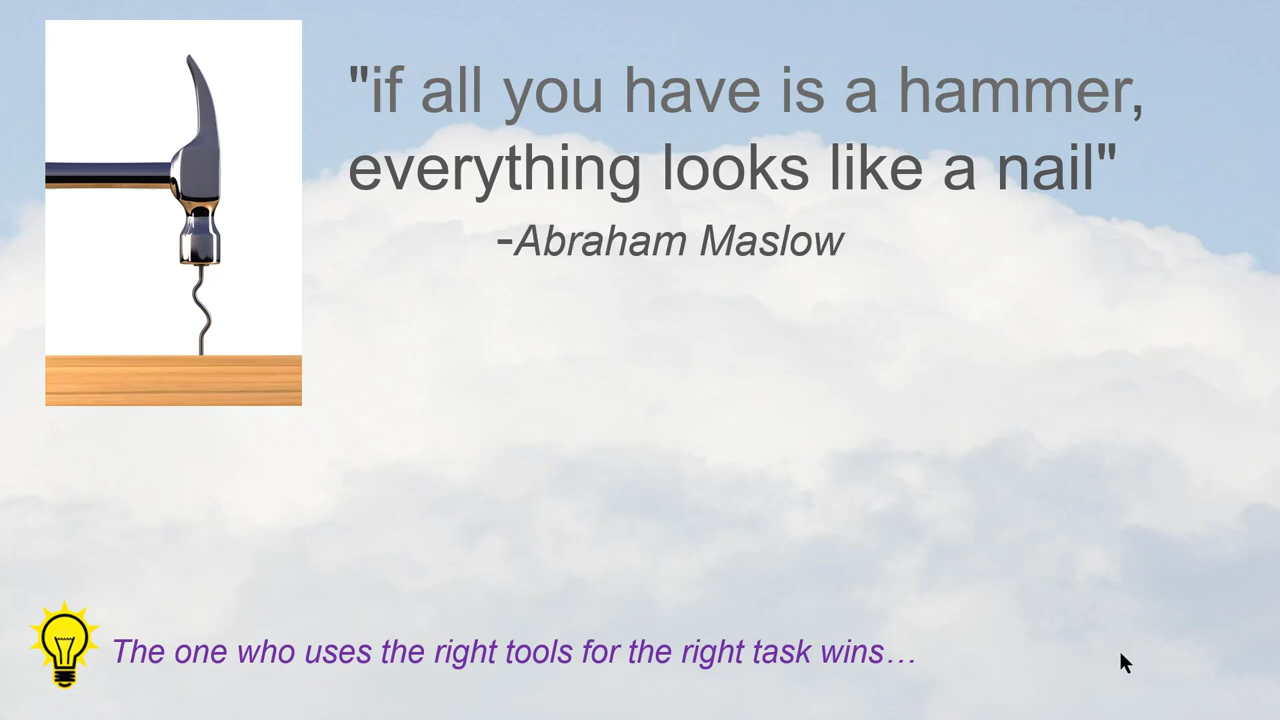 "if all you have is a hammer,
everything looks like a nail"
-Abraham Maslow
The one who uses the right tools for the right task wins…